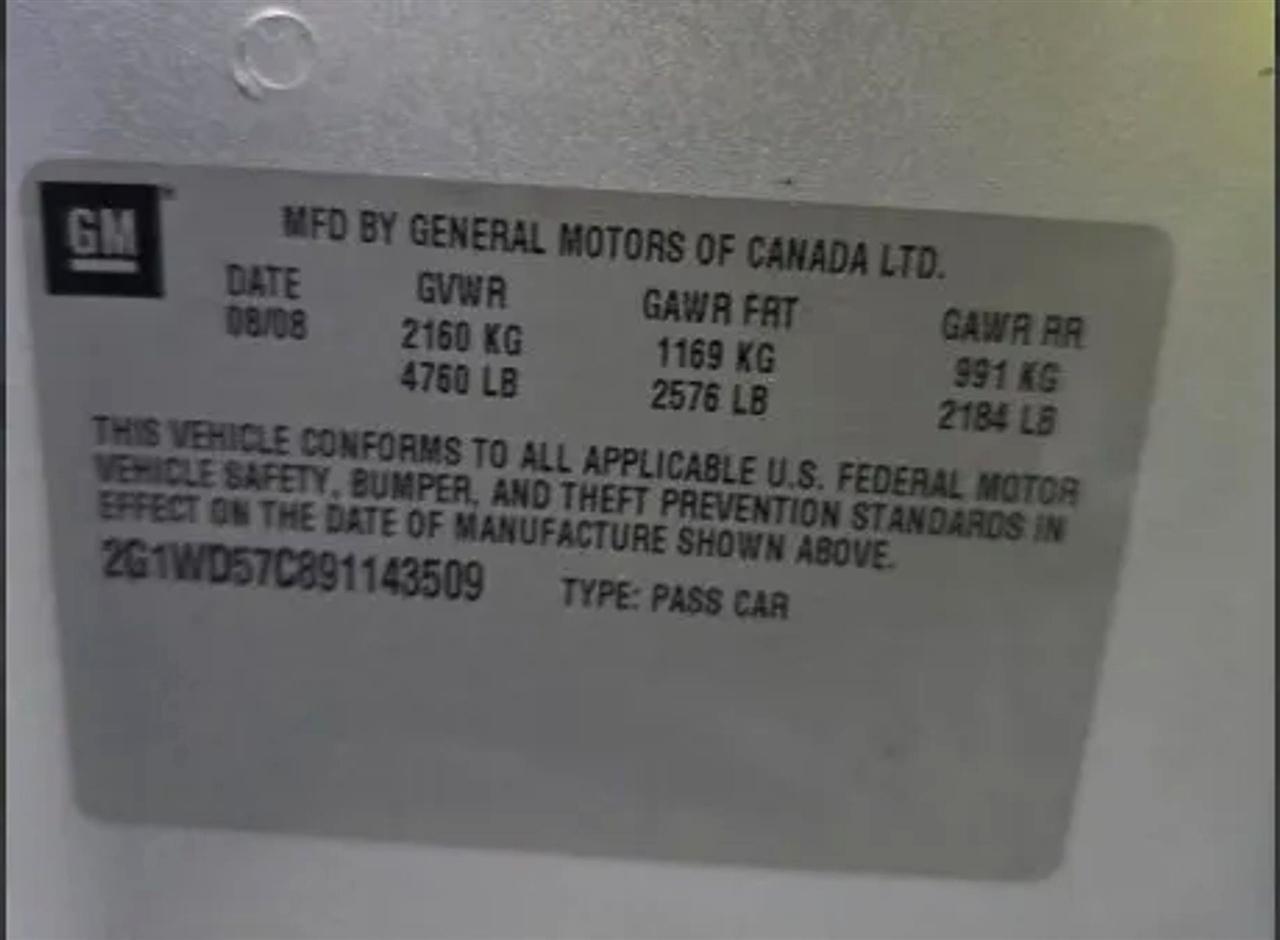 GM
MFD BY GENERAL MOTORS OF CANADA LTD.
DATE GVWR GAWR FRT GAWR RR
08/08 2160 KG 1169 KG 991 KG
4760 LB 2576 LB 2184 LB
THIS VEHICLE CONFORMS TO ALL APPLICABLE U.S. FEDERAL MOTOR
VEHICLE SAFETY, BUMPER, AND THEFT PREVENTION STANDARDS IN
EFFECT ON THE DATE OF MANUFACTURE SHOWN ABOVE.
2G1WD57C891143509 TYPE: PASS CAR